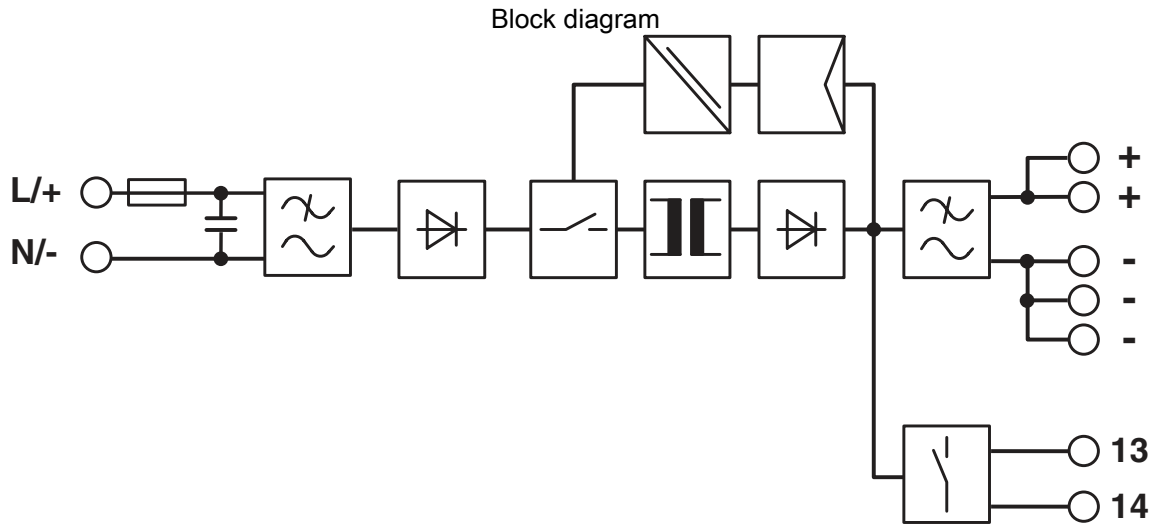 Block diagram
L/+
N/-
+
+
-
-
-
13
14